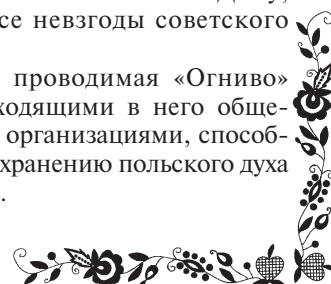 се невзгоды советского
проводимая «Огниво»
ходящими в него обще-
организациями, способ-
хранению польского духа
.